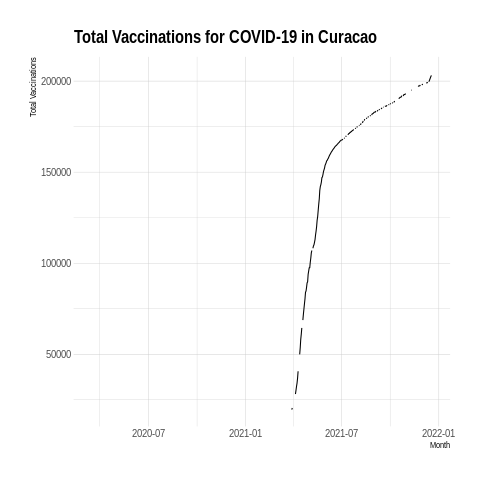 Total Vaccinations for COVID-19 in Curacao
Total Vaccinations
200000
150000
100000
50000
2020-07
2021-01
2021-07
2022-01
Month